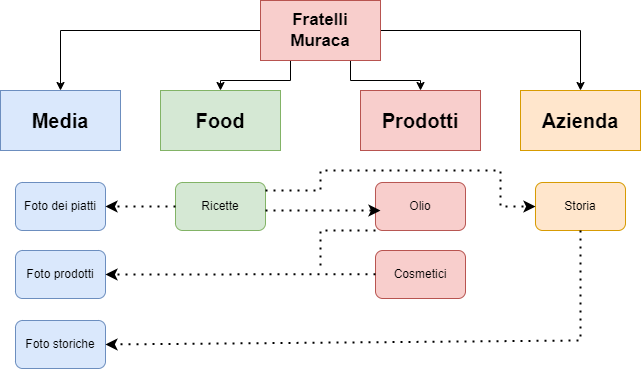 Fratelli
Muraca
Media
Food
Prodotti
Azienda
Foto dei piatti
Ricette
Olio
Storia
Foto prodotti
Cosmetici
Foto storiche